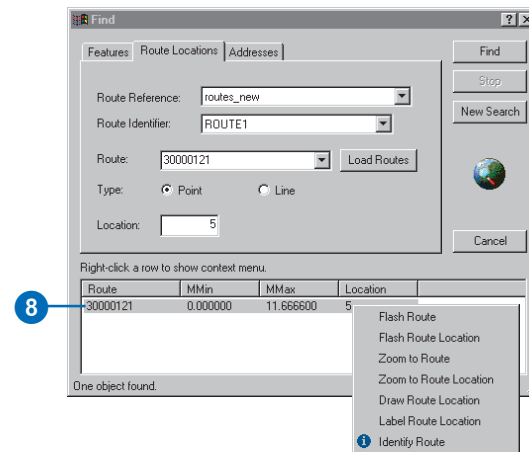 Find
Features Route Locations Addresses
Find
Stop
New Search
Cancel
Route Reference: routes_new
Route Identifier: ROUTE1
Route: 30000121 Load Routes
Type: Point Line
Location: 5
Right-click a row to show context menu.
Route MMin MMax Location
8
30000121 0.000000 11.666600 5
Flash Route
Flash Route Location
Zoom to Route
Zoom to Route Location
Draw Route Location
Label Route Location
Identify Route
One object found.